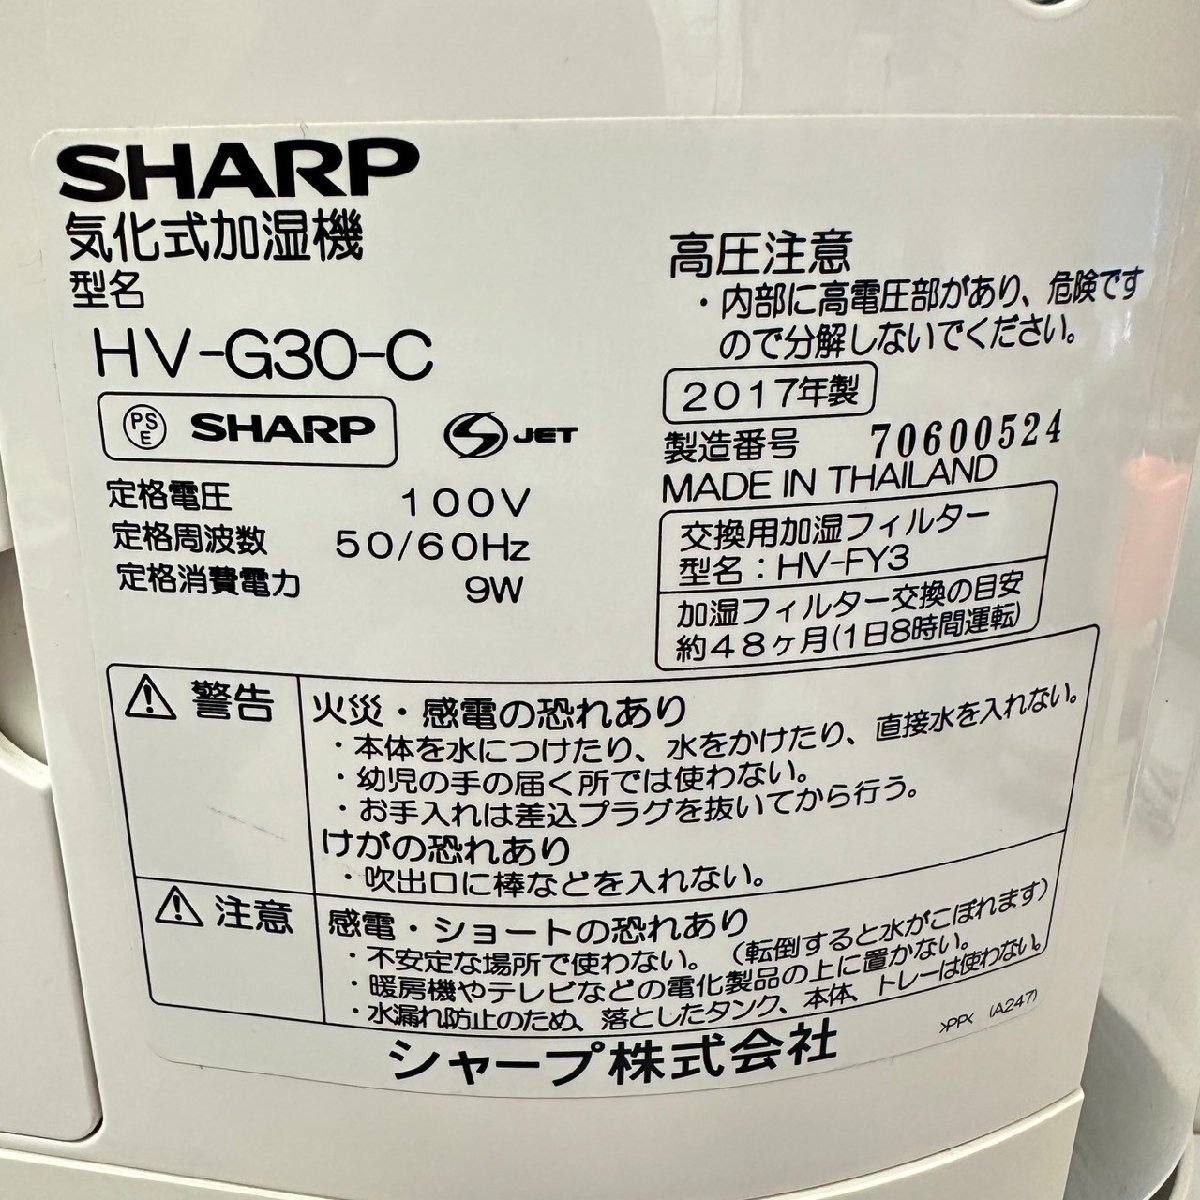 SHARP
気化式加湿機
型名
HV-G30-C
PS
E
SHARP
S JET
定格電圧 100V
定格周波数 50/60Hz
定格消費電力 9W
高圧注意
・内部に高電圧部があり、危険です
ので分解しないでください。
2017年製
製造番号 70600524
MADE IN THAILAND
交換用加湿フィルター
型名：HV-FY3
加湿フィルター交換の目安
約48ヶ月(1日8時間運転)
⚠ 警告
火災・感電の恐れあり
・本体を水につけたり、水をかけたり、直接水を入れない。
・幼児の手の届く所では使わない。
・お手入れは差込プラグを抜いてから行う。
けがの恐れあり
・吹出口に棒などを入れない。
⚠ 注意
感電・ショートの恐れあり
・不安定な場所で使わない。（転倒すると水がこぼれます）
・暖房機やテレビなどの電化製品の上に置かない。
・水漏れ防止のため、落としたタンク、本体、トレーは使わない。
シャープ株式会社
>PP< (A247)